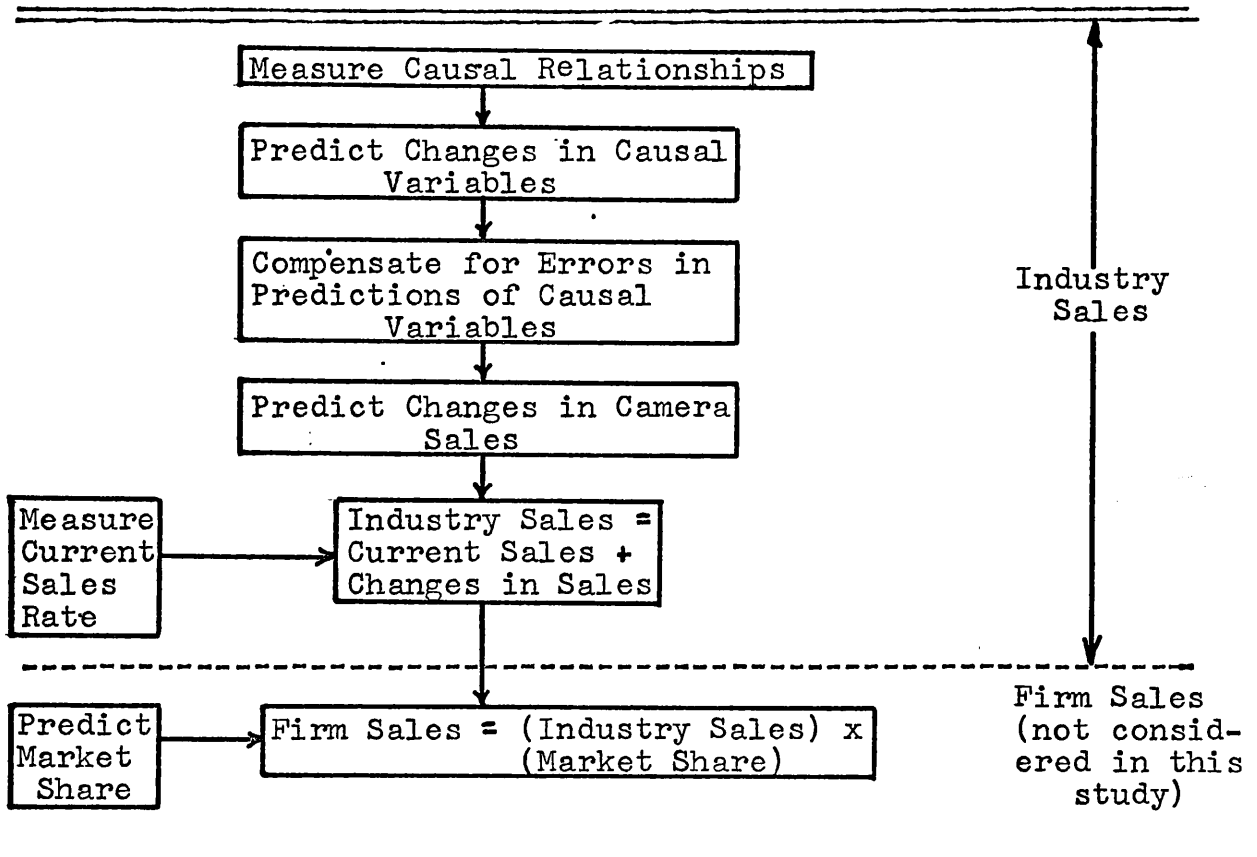 Measure Causal Relationships
Predict Changes in Causal
Variables
Compensate for Errors in
Predictions of Causal
Variables
Industry
Sales
Predict Changes in Camera
Sales
Measure
Current
Sales
Rate
Industry Sales =
Current Sales +
Changes in Sales
Predict
Market
Share
Firm Sales = (Industry Sales) x
(Market Share)
Firm Sales
(not consid-
ered in this
study)